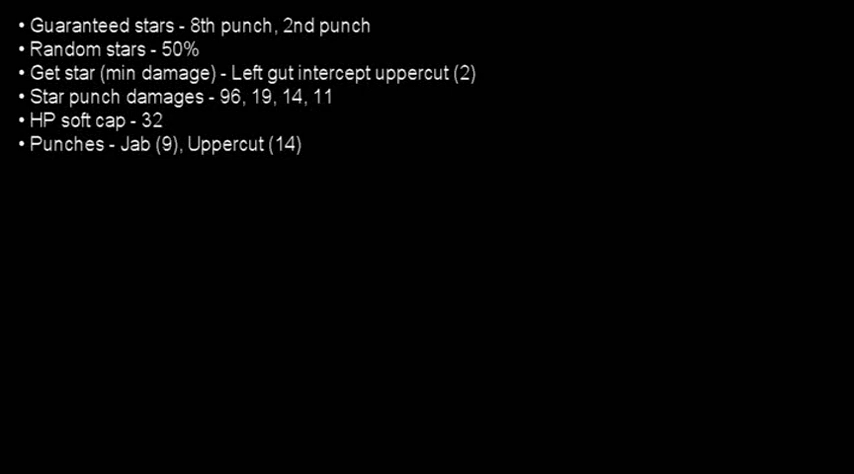 • Guaranteed stars - 8th punch, 2nd punch
• Random stars - 50%
• Get star (min damage) - Left gut intercept uppercut (2)
• Star punch damages - 96, 19, 14, 11
• HP soft cap - 32
• Punches - Jab (9), Uppercut (14)